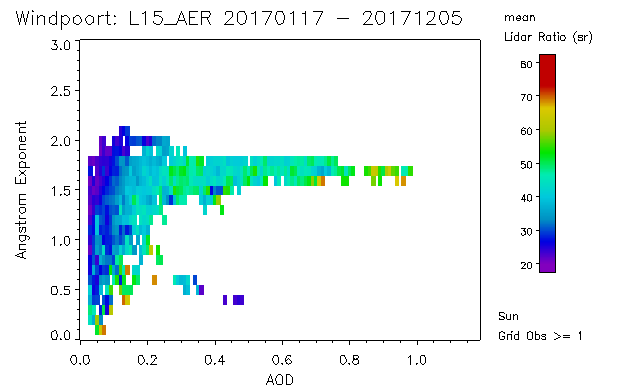 Windpoort: L15_AER 20170117 - 20171205
mean
Lidar Ratio (sr)
80
70
60
50
40
30
20
3.0
2.5
2.0
1.5
1.0
0.5
0.0
Angstrom Exponent
0.0 0.2 0.4 0.6 0.8 1.0
AOD
Sun
Grid Obs >= 1